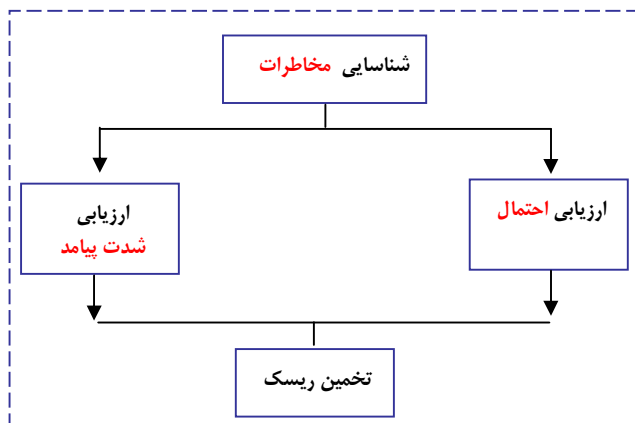 شناسایی مخاطرات
ارزیابی احتمال
ارزیابی
شدت پیامد
تخمین ریسک